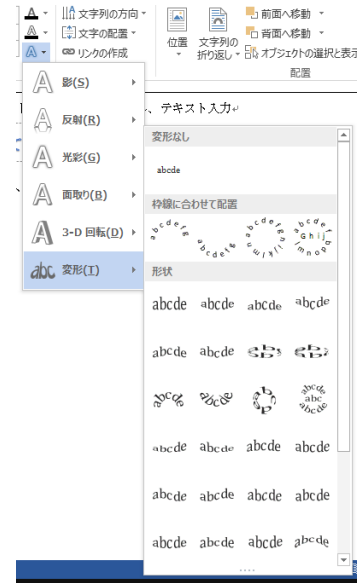 A
文字列の方向
前面へ移動
A
文字の配置
背面へ移動
A
リンクの作成
位置
文字列の
折り返し
オブジェクトの選択と表示
配置
影(S)
反射(R)
光彩(G)
面取り(B)
3-D 回転(D)
変形(T)
、テキスト入力
変形なし
abcde
枠線に合わせて配置
形状
abcde abcde abcde abcde
abcde abcde
abcde abcde
abcde abcde abcde abcde
abcde abcde abcde abcde
abcde abcde abcde abcde